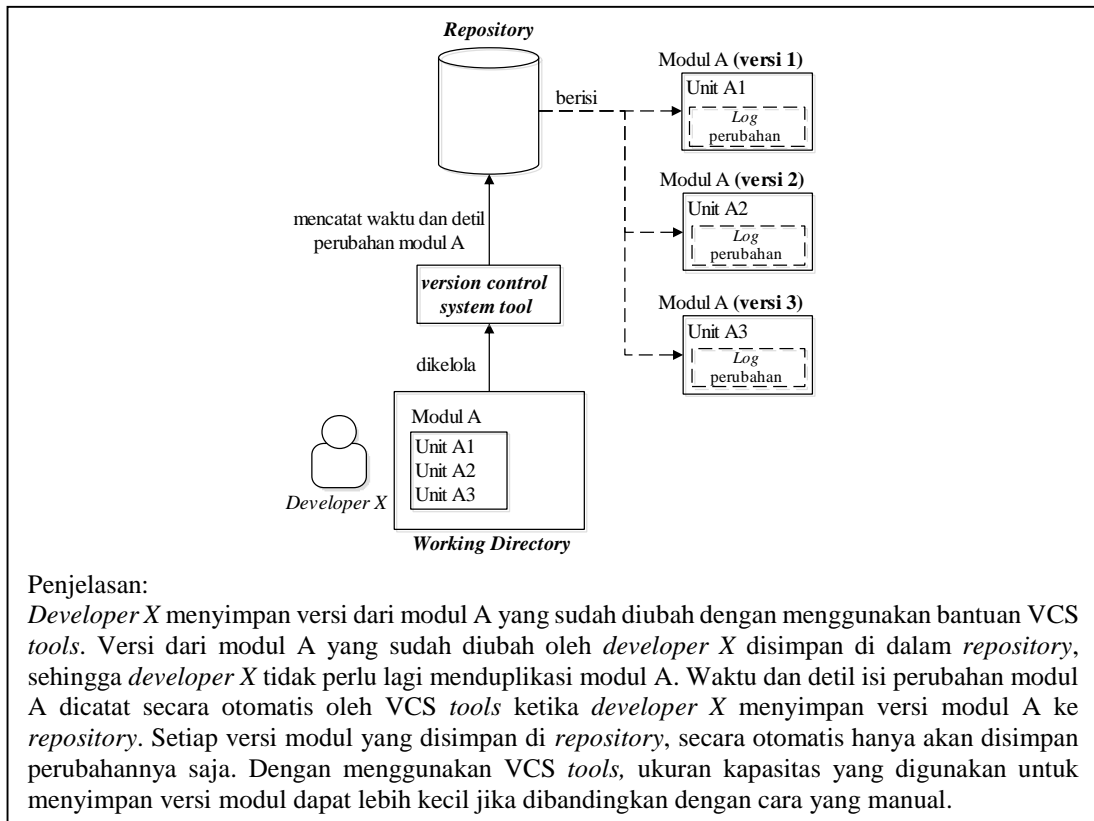 Repository
berisi
Modul A (versi 1)
Unit A1
Log
perubahan
Modul A (versi 2)
Unit A2
Log
perubahan
Modul A (versi 3)
Unit A3
Log
perubahan
mencatat waktu dan detil
perubahan modul A
version control
system tool
dikelola
Modul A
Unit A1
Unit A2
Unit A3
Developer X
Working Directory
Penjelasan:
Developer X menyimpan versi dari modul A yang sudah diubah dengan menggunakan bantuan VCS
tools. Versi dari modul A yang sudah diubah oleh developer X disimpan di dalam repository,
sehingga developer X tidak perlu lagi menduplikasi modul A. Waktu dan detil isi perubahan modul
A dicatat secara otomatis oleh VCS tools ketika developer X menyimpan versi modul A ke
repository. Setiap versi modul yang disimpan di repository, secara otomatis hanya akan disimpan
perubahannya saja. Dengan menggunakan VCS tools, ukuran kapasitas yang digunakan untuk
menyimpan versi modul dapat lebih kecil jika dibandingkan dengan cara yang manual.